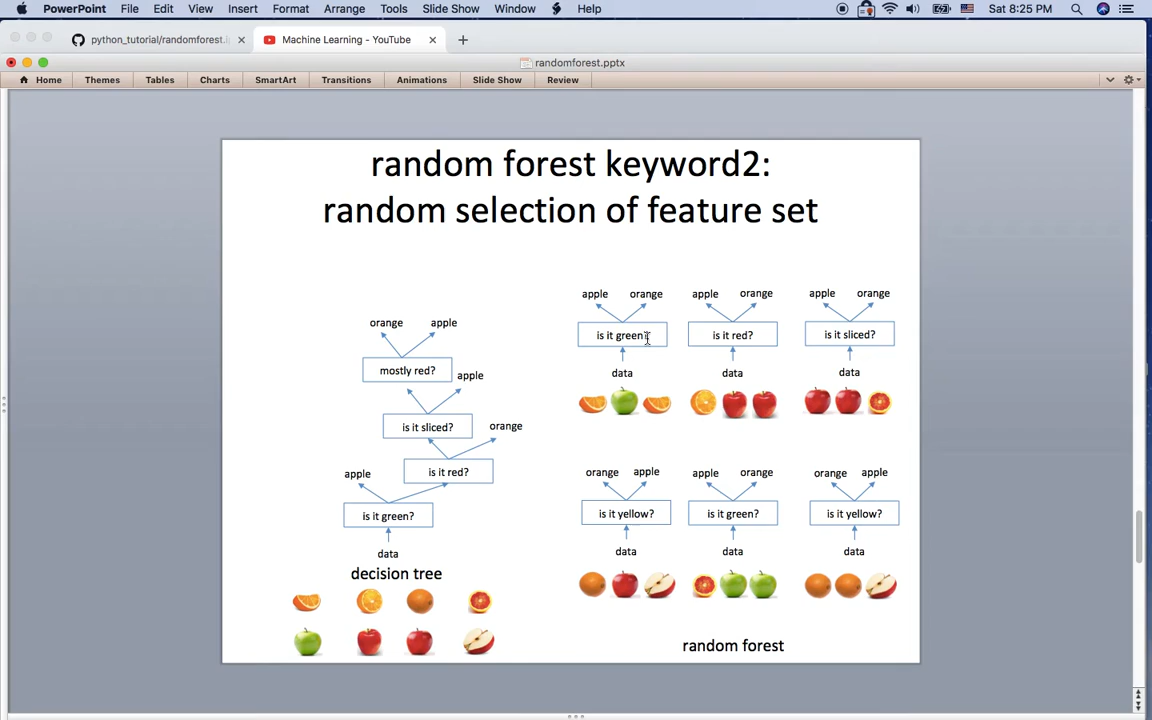 PowerPoint File Edit View Insert Format Arrange Tools Slide Show Window Help Sat 8:25 PM
python_tutorial/randomforest.i
Machine Learning - YouTube
randomforest.pptx
Home Themes Tables Charts SmartArt Transitions Animations Slide Show Review
random forest keyword2:
random selection of feature set
orange apple
mostly red?
apple
is it sliced?
orange
is it red?
apple
is it green?
data
decision tree
apple orange apple orange apple orange
is it green? is it red? is it sliced?
data data data
orange apple apple orange orange apple
is it yellow? is it green? is it yellow?
data data data
random forest